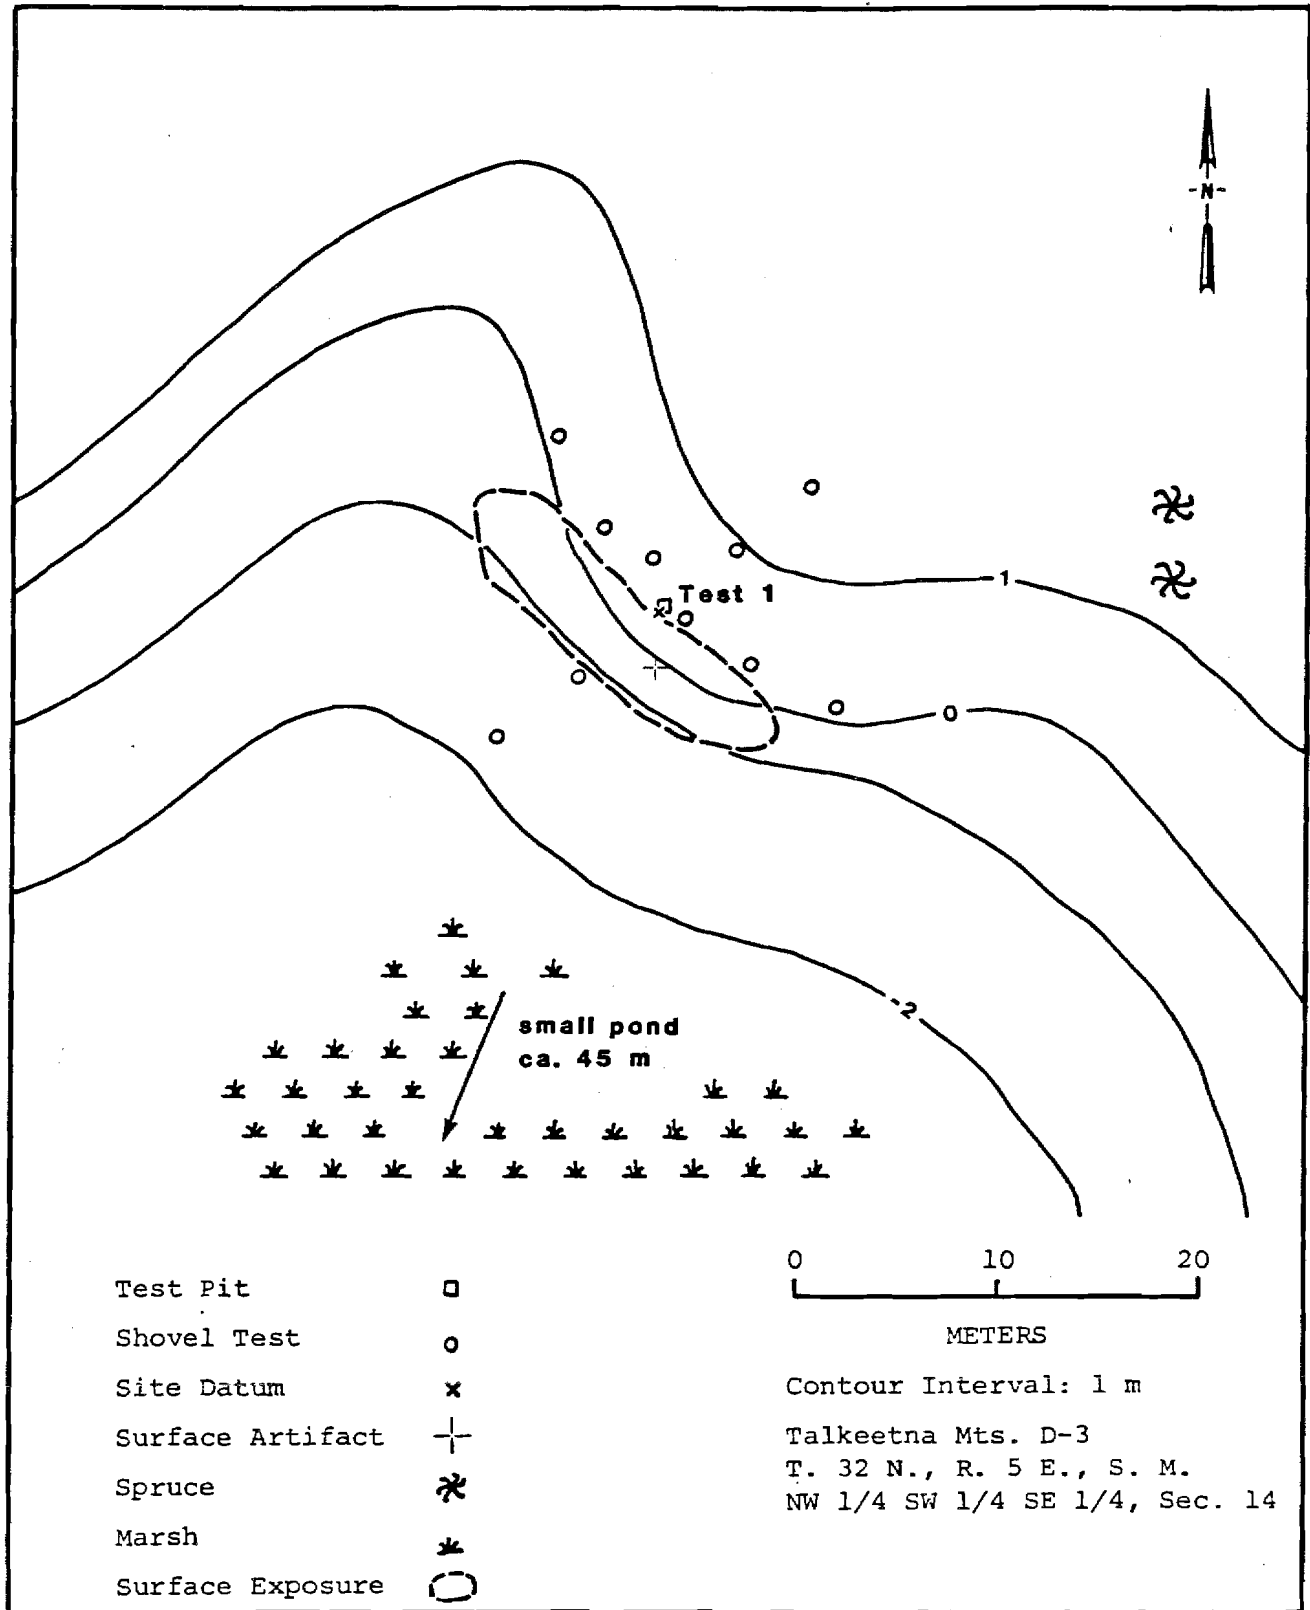 -N-
Test 1
1
0
-2
small pond
ca. 45 m
0 10 20
METERS
Test Pit
Shovel Test
Site Datum
Surface Artifact
Spruce
Marsh
Surface Exposure
Contour Interval: 1 m
Talkeetna Mts. D-3
T. 32 N., R. 5 E., S. M.
NW 1/4 SW 1/4 SE 1/4, Sec. 14